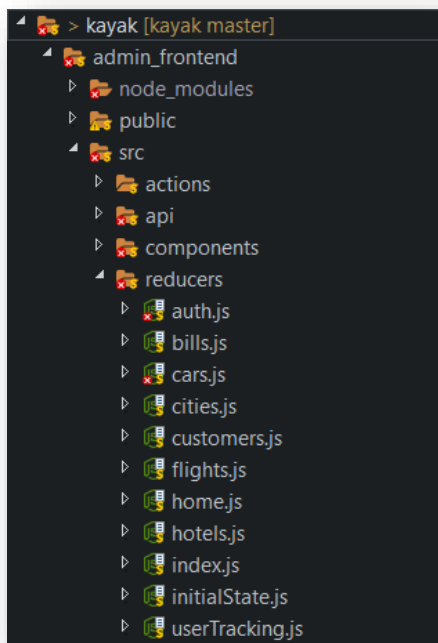 > kayak [kayak master]
admin_frontend
node_modules
public
src
actions
api
components
reducers
auth.js
bills.js
cars.js
cities.js
customers.js
flights.js
home.js
hotels.js
index.js
initialState.js
userTracking.js